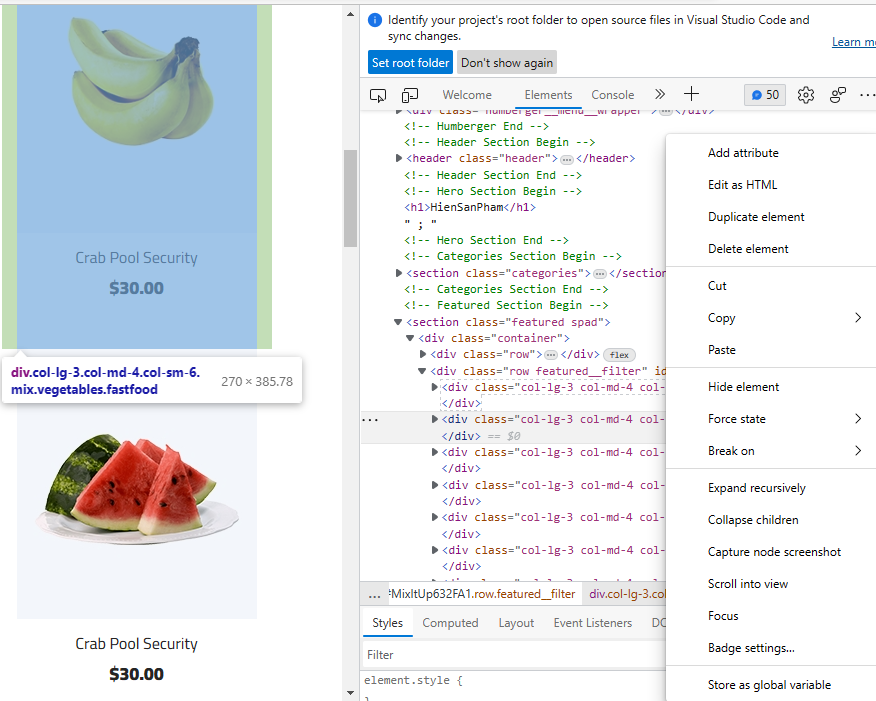 Crab Pool Security
$30.00
div.col-lg-3.col-md-4.col-sm-6.
mix.vegetables.fastfood
270 × 385.78
Crab Pool Security
$30.00
Identify your project's root folder to open source files in Visual Studio Code and
sync changes.
Learn mo
Set root folder
Don't show again
Welcome
Elements
Console
50
<div class="humberger__menu__wrapper"></div>
<!-- Humberger End -->
<!-- Header Section Begin -->
<header class="header">…</header>
<!-- Header Section End -->
<!-- Hero Section Begin -->
<h1>HienSanPham</h1>
" ; "
<!-- Hero Section End -->
<!-- Categories Section Begin -->
<section class="categories">…</section
<!-- Categories Section End -->
<!-- Featured Section Begin -->
<section class="featured spad">
<div class="container">
<div class="row">…</div> flex
<div class="row featured__filter" id
<div class="col-lg-3 col-md-4 col-
</div>
<div class="col-lg-3 col-md-4 col-
</div> == $0
<div class="col-lg-3 col-md-4 col-
</div>
<div class="col-lg-3 col-md-4 col-
</div>
<div class="col-lg-3 col-md-4 col-
</div>
<div class="col-lg-3 col-md-4 col-
</div>
… #MixItUp632FA1.row.featured__filter div.col-lg-3.col
Styles
Computed
Layout
Event Listeners
DO
Filter
element.style {
}
Add attribute
Edit as HTML
Duplicate element
Delete element
Cut
Copy
Paste
Hide element
Force state
Break on
Expand recursively
Collapse children
Capture node screenshot
Scroll into view
Focus
Badge settings...
Store as global variable